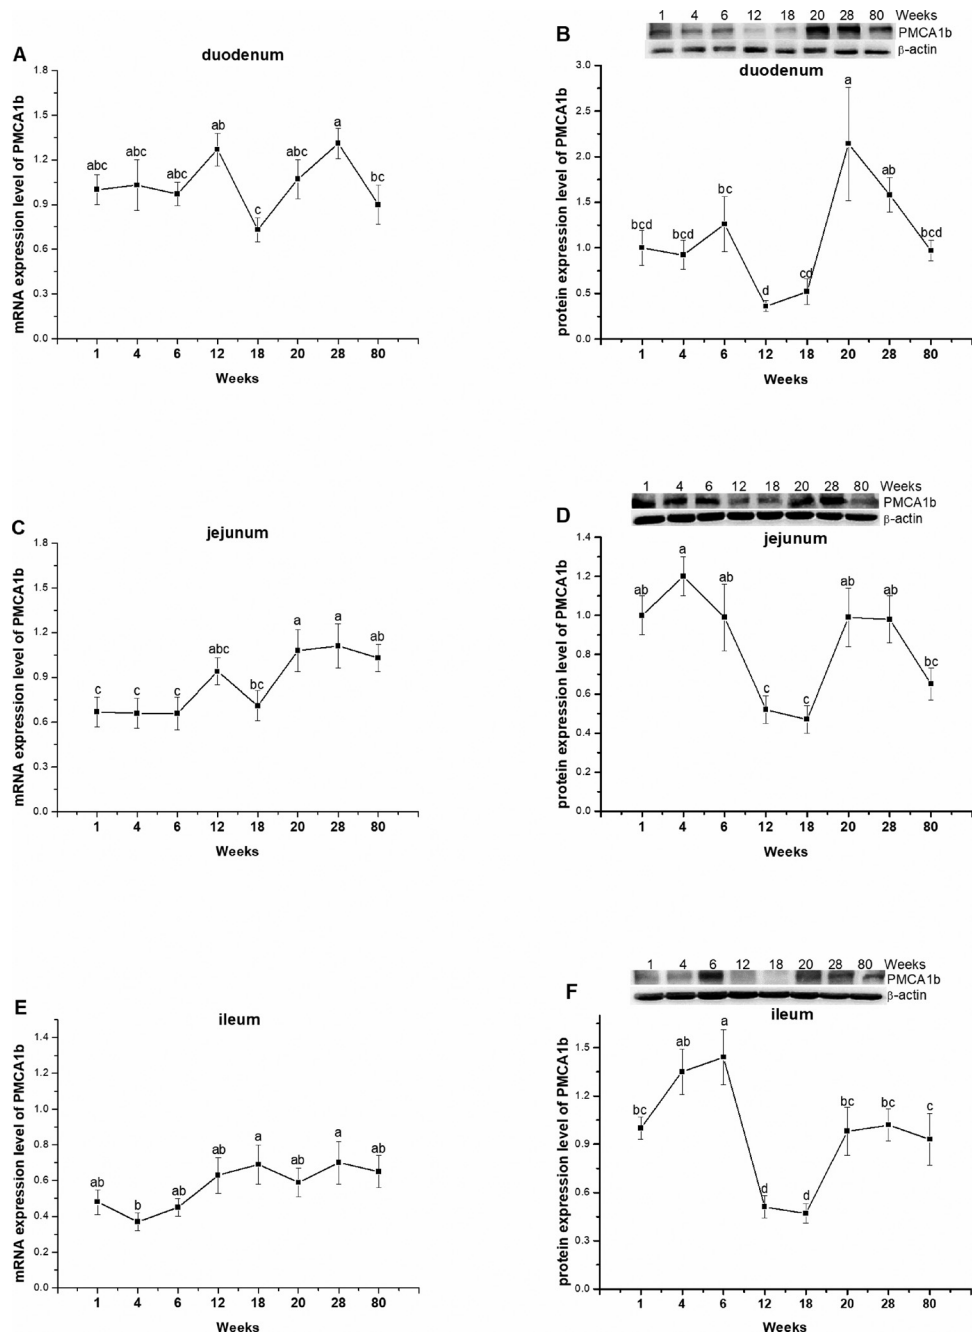 A
duodenum
mRNA expression level of PMCA1b
1.8
1.5
1.2
0.9
0.6
0.3
0.0
abc
abc
abc
ab
c
abc
a
bc
1 4 6 12 18 20 28 80
Weeks
B
1 4 6 12 18 20 28 80 Weeks
PMCA1b
β-actin
duodenum
protein expression level of PMCA1b
3.0
2.5
2.0
1.5
1.0
0.5
0.0
bcd
bcd
bc
d
cd
a
ab
bcd
1 4 6 12 18 20 28 80
Weeks
C
jejunum
mRNA expression level of PMCA1b
1.8
1.5
1.2
0.9
0.6
0.3
0.0
c
c
c
abc
bc
a
a
ab
1 4 6 12 18 20 28 80
Weeks
D
1 4 6 12 18 20 28 80 Weeks
PMCA1b
β-actin
jejunum
protein expression level of PMCA1b
1.4
1.2
1.0
0.8
0.6
0.4
0.2
0.0
ab
a
ab
c
c
ab
ab
bc
1 4 6 12 18 20 28 80
Weeks
E
ileum
mRNA expression level of PMCA1b
1.4
1.2
1.0
0.8
0.6
0.4
0.2
0.0
ab
b
ab
ab
a
ab
a
ab
1 4 6 12 18 20 28 80
Weeks
F
1 4 6 12 18 20 28 80 Weeks
PMCA1b
β-actin
ileum
protein expression level of PMCA1b
1.5
1.2
0.9
0.6
0.3
0.0
bc
ab
a
d
d
bc
bc
c
1 4 6 12 18 20 28 80
Weeks